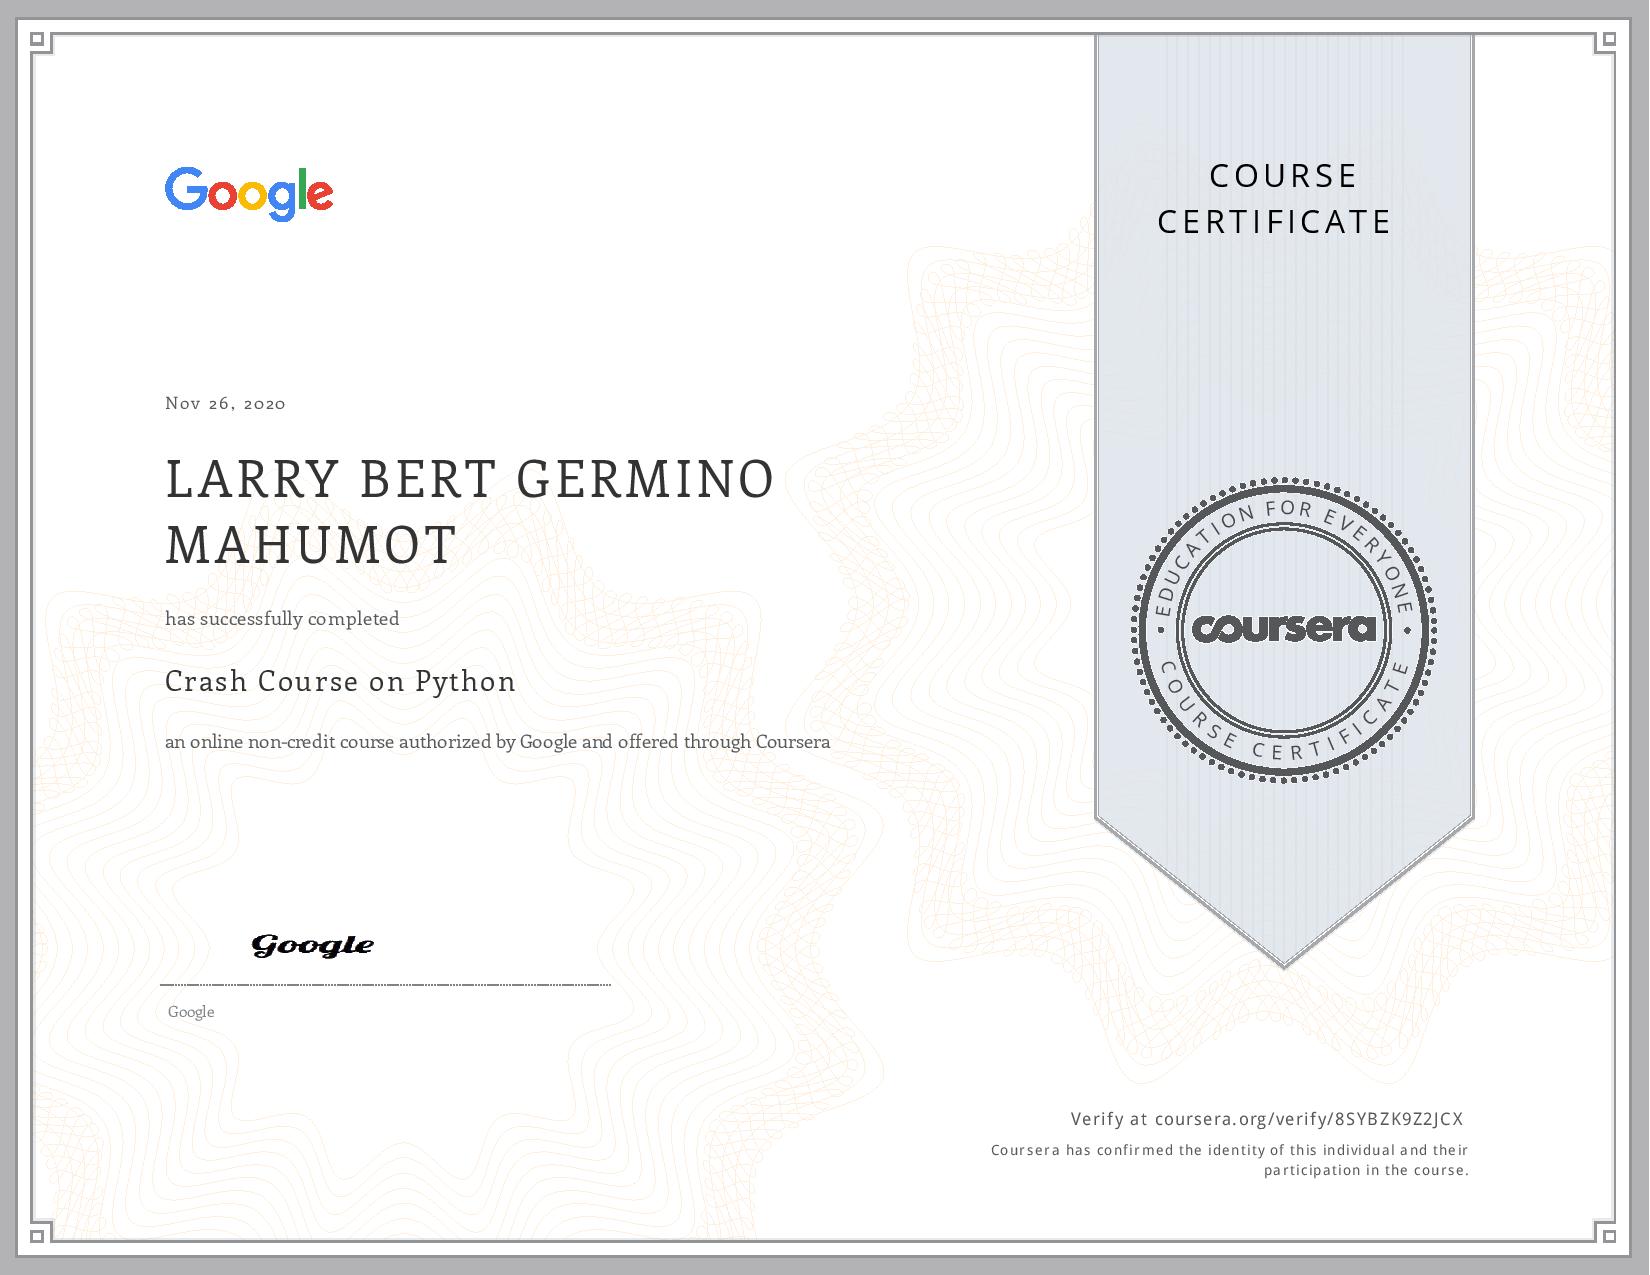 Google
COURSE
CERTIFICATE
Nov 26, 2020
LARRY BERT GERMINO
MAHUMOT
has successfully completed
Crash Course on Python
an online non-credit course authorized by Google and offered through Coursera
EDUCATION FOR EVERYONE
coursera
COURSE CERTIFICATE
Google
Google
Verify at coursera.org/verify/8SYBZK9Z2JCX
Coursera has confirmed the identity of this individual and their
participation in the course.